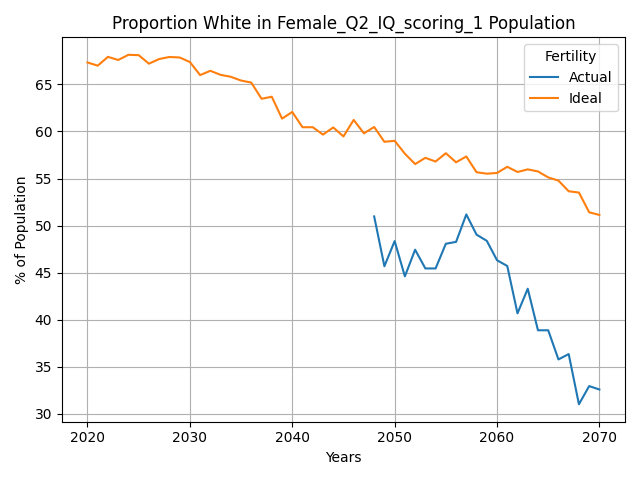 Proportion White in Female_Q2_IQ_scoring_1 Population
Fertility
Actual
Ideal
% of Population
65
60
55
50
45
40
35
30
2020 2030 2040 2050 2060 2070
Years